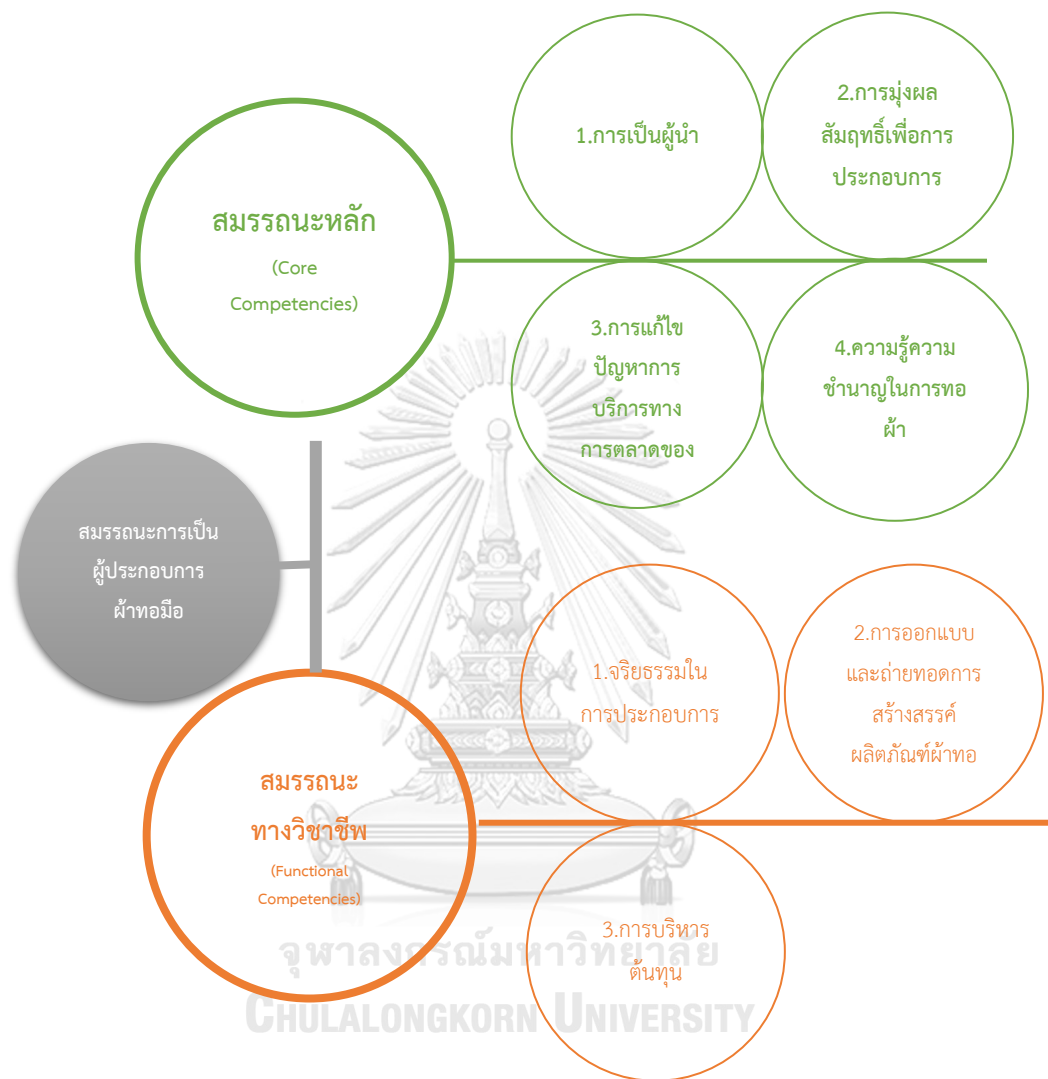 1.การเป็นผู้นำ
2.การมุ่งผล
สัมฤทธิ์เพื่อการ
ประกอบการ
สมรรถนะหลัก
(Core
Competencies)
3.การแก้ไข
ปัญหาการ
บริการทาง
การตลาดของ
4.ความรู้ความ
ชำนาญในการทอ
ผ้า
สมรรถนะการเป็น
ผู้ประกอบการ
ผ้าทอมือ
1.จริยธรรมใน
การประกอบการ
2.การออกแบบ
และถ่ายทอดการ
สร้างสรรค์
ผลิตภัณฑ์ผ้าทอ
สมรรถนะ
ทางวิชาชีพ
(Functional
Competencies)
3.การบริหาร
ต้นทุน
จุฬาลงกรณ์มหาวิทยาลัย
CHULALONGKORN UNIVERSITY